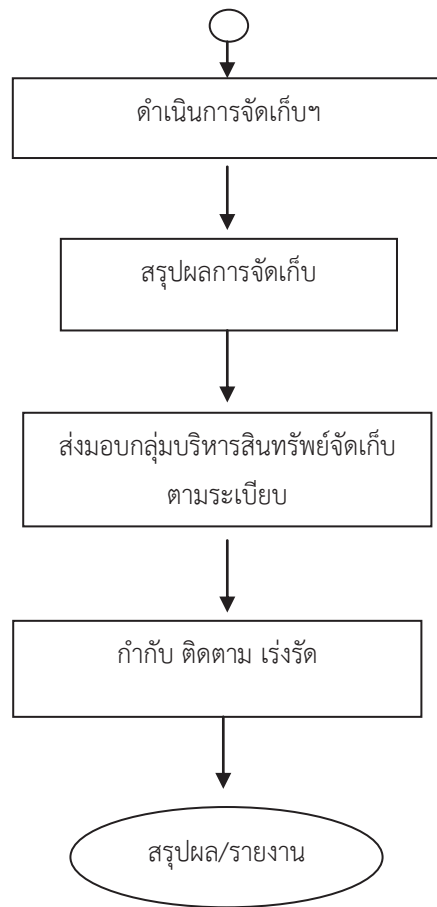 ดำเนินการจัดเก็บฯ
สรุปผลการจัดเก็บ
ส่งมอบกลุ่มบริหารสินทรัพย์จัดเก็บ
ตามระเบียบ
กำกับ ติดตาม เร่งรัด
สรุปผล/รายงาน